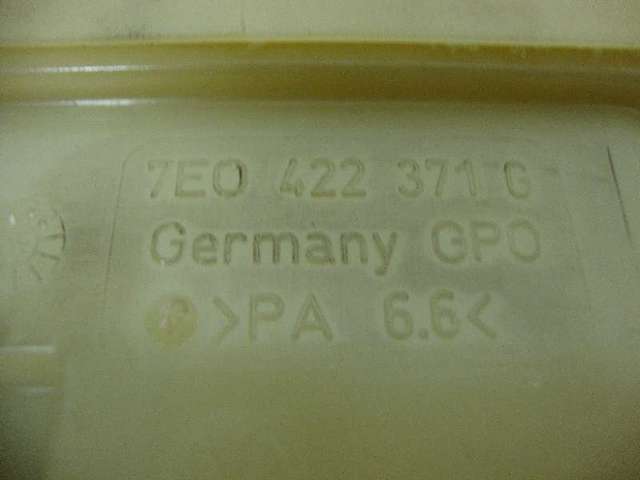 7E0 422 371 G
Germany GPO
>PA 6.6<